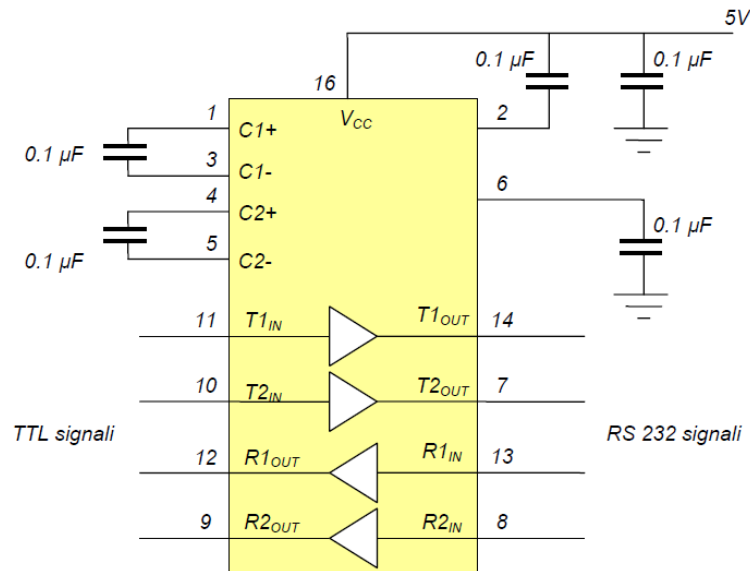 5V
0.1 µF 0.1 µF
16
1 C1+ VCC 2
0.1 µF
3 C1-
4 C2+ 6
0.1 µF
0.1 µF
5 C2-
11 T1IN T1OUT 14
10 T2IN T2OUT 7
TTL signali RS 232 signali
12 R1OUT R1IN 13
9 R2OUT R2IN 8